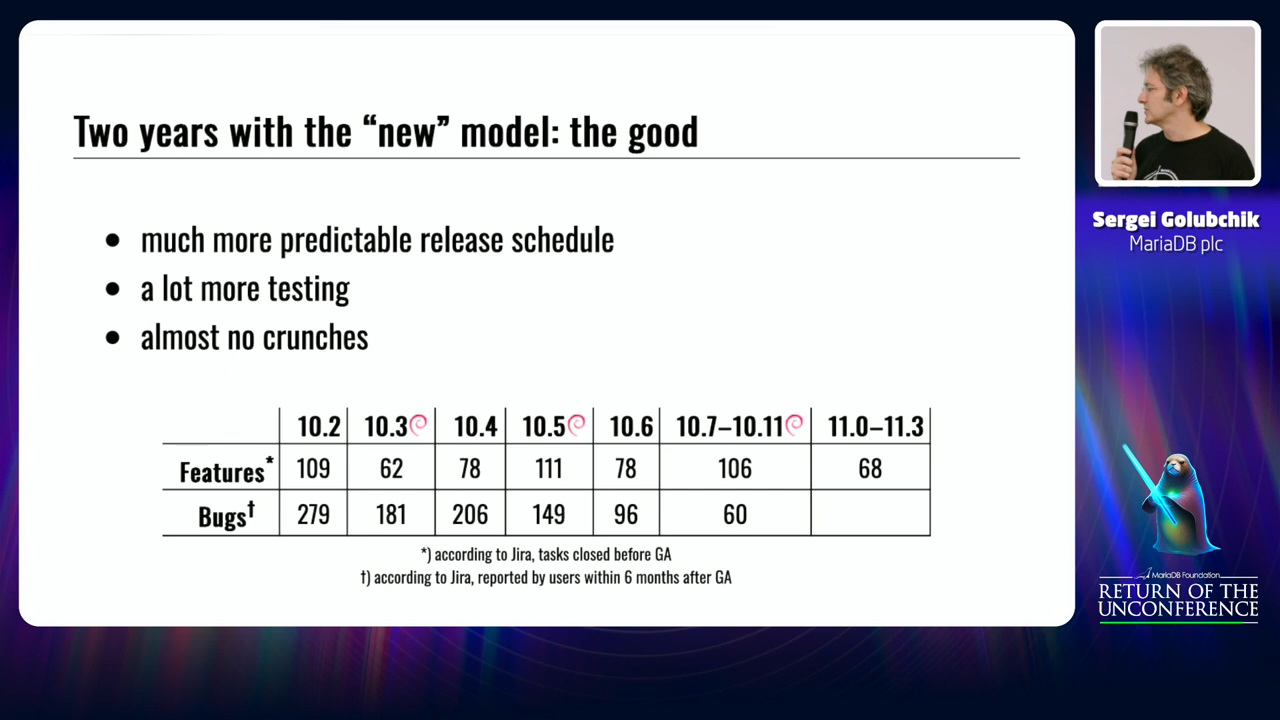 Two years with the “new” model: the good
• much more predictable release schedule
• a lot more testing
• almost no crunches
10.2 10.3 10.4 10.5 10.6 10.7–10.11 11.0–11.3
Features* 109 62 78 111 78 106 68
Bugs† 279 181 206 149 96 60
*) according to Jira, tasks closed before GA
†) according to Jira, reported by users within 6 months after GA
Sergei Golubchik
MariaDB plc
MariaDB Foundation
RETURN OF THE
UNCONFERENCE